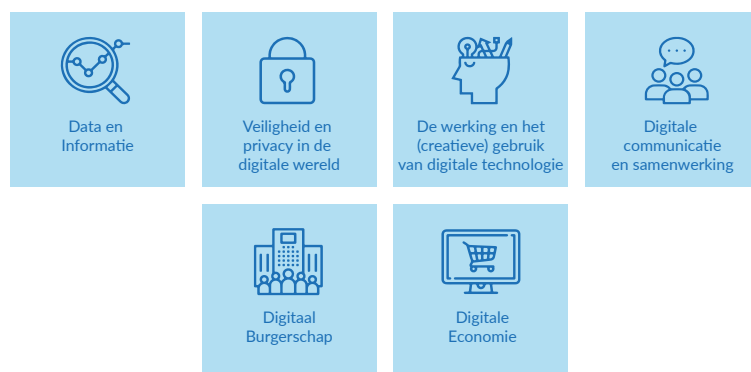 Data en
Informatie
Veiligheid en
privacy in de
digitale wereld
De werking en het
(creatieve) gebruik
van digitale technologie
Digitale
communicatie
en samenwerking
Digitaal
Burgerschap
Digitale
Economie